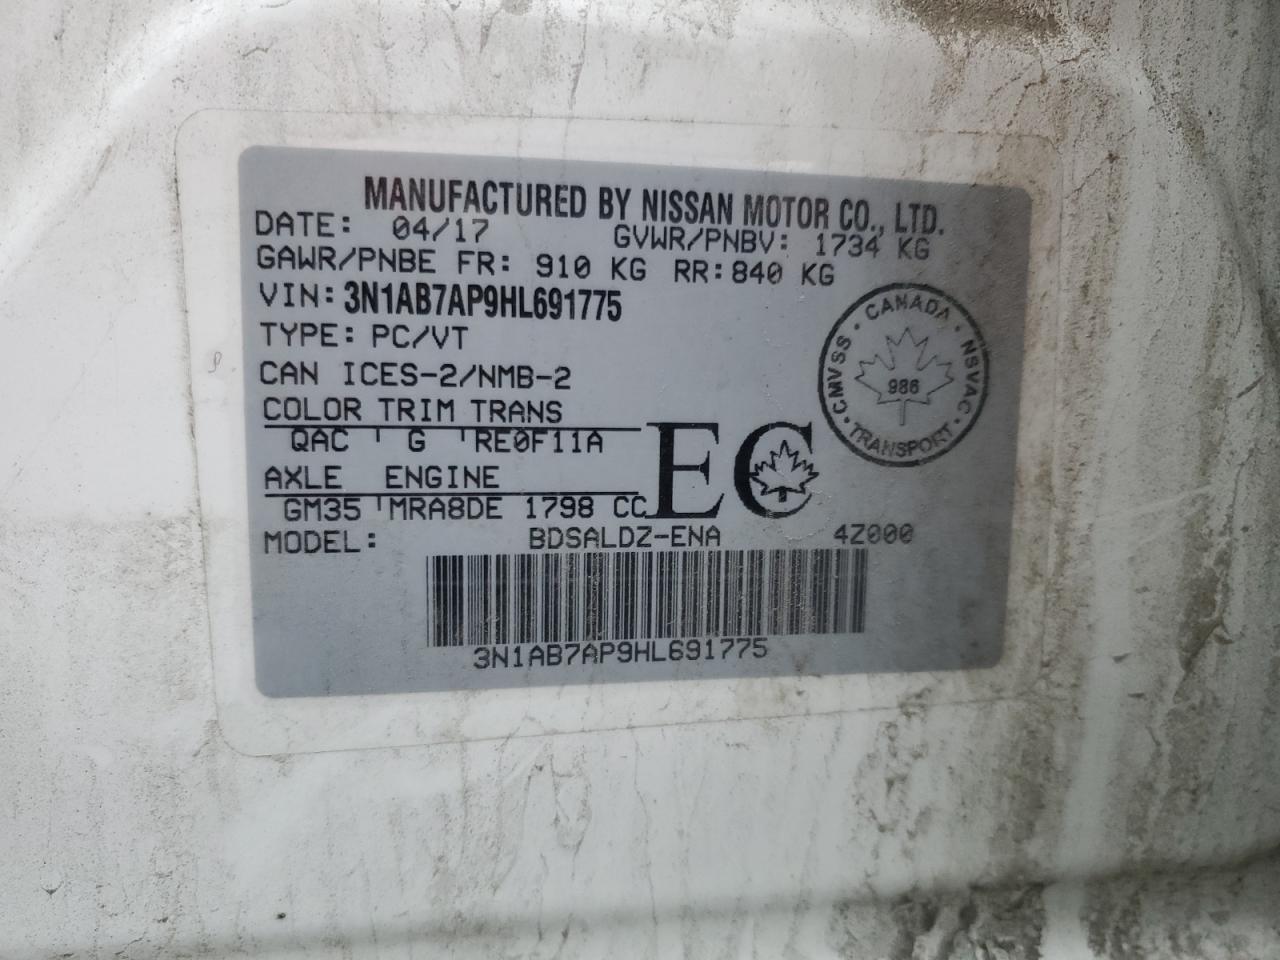 MANUFACTURED BY NISSAN MOTOR CO., LTD.
DATE: 04/17 GVWR/PNBV: 1734 KG
GAWR/PNBE FR: 910 KG RR: 840 KG
VIN: 3N1AB7AP9HL691775
TYPE: PC/VT
CAN ICES-2/NMB-2
COLOR TRIM TRANS
QAC G RE0F11A
AXLE ENGINE
GM35 MRA8DE 1798 CC
EC
CANADA · NSVAC · TRANSPORT · CMVSS ·
986
MODEL: BDSALDZ-ENA 4Z000
3N1AB7AP9HL691775